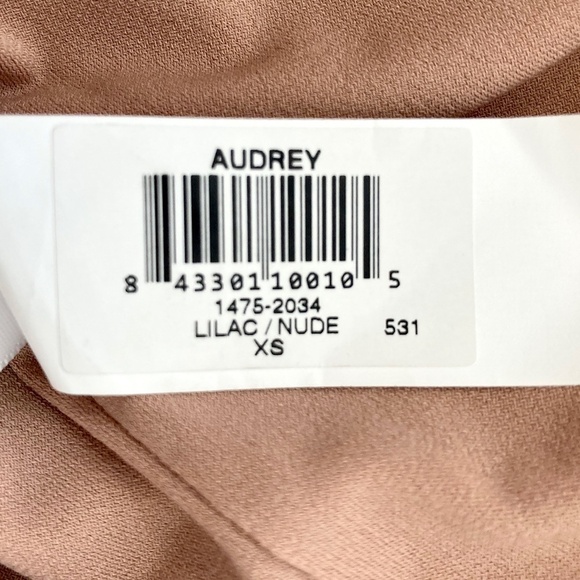 AUDREY
8 43301 10010 5
1475-2034
LILAC / NUDE 531
XS